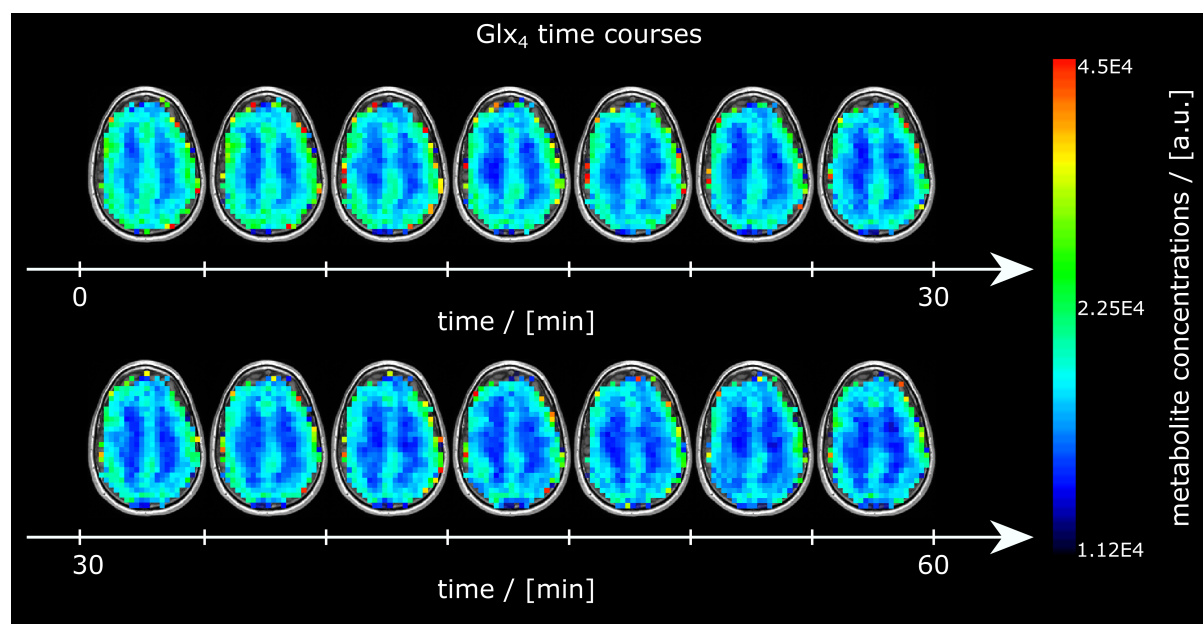 Glx₄ time courses
4.5E4
2.25E4
1.12E4
metabolite concentrations / [a.u.]
0
30
time / [min]
30
60
time / [min]